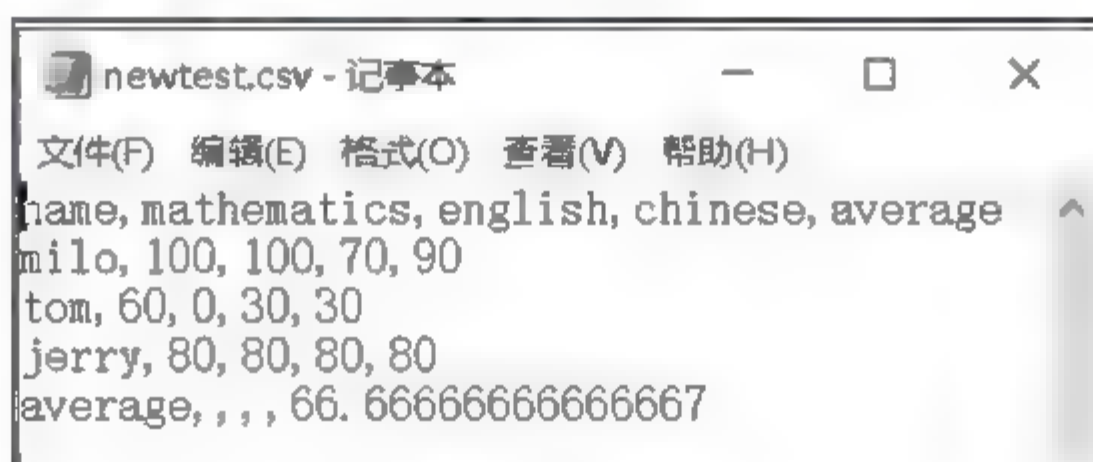 newtest.csv - 记事本
文件(F) 编辑(E) 格式(O) 查看(V) 帮助(H)
name, mathematics, english, chinese, average
milo, 100, 100, 70, 90
tom, 60, 0, 30, 30
jerry, 80, 80, 80, 80
average, , , , 66. 66666666666667